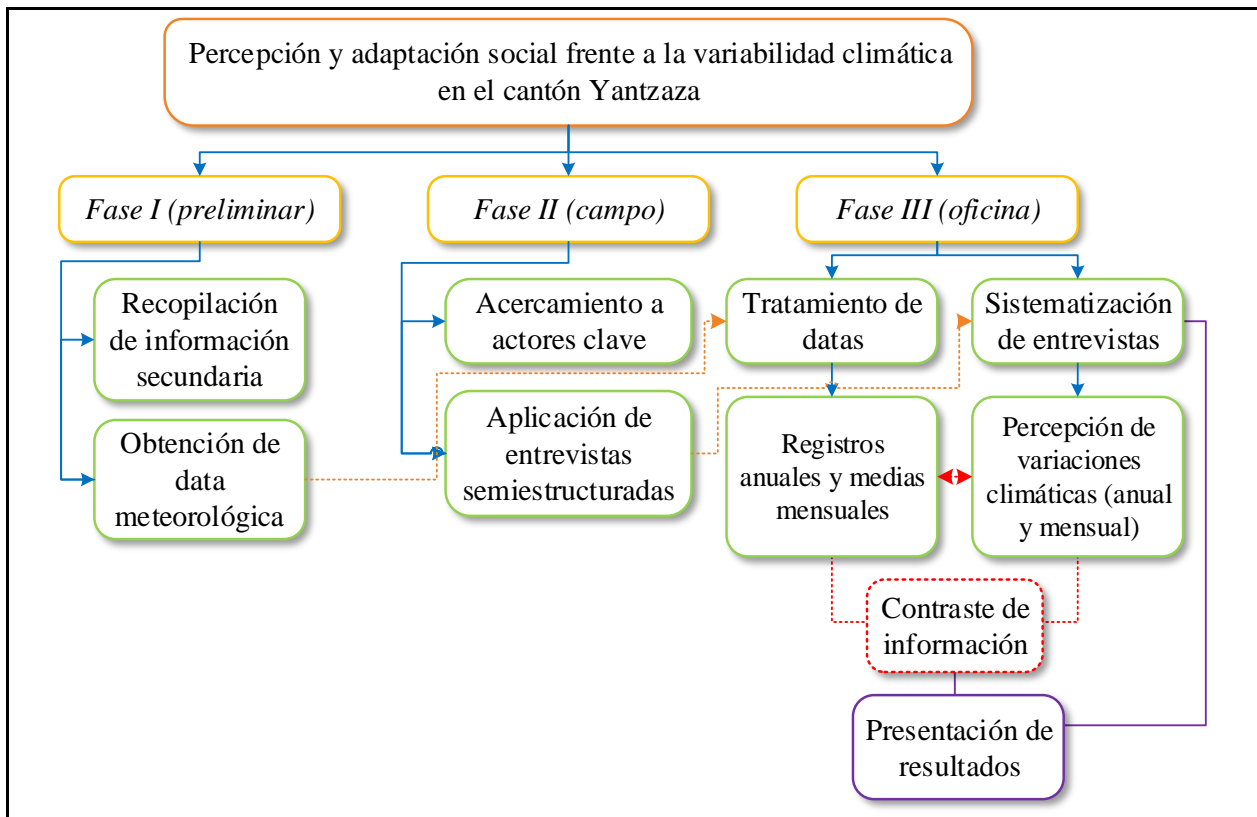 Percepción y adaptación social frente a la variabilidad climática
en el cantón Yantzaza
Fase I (preliminar)
Fase II (campo)
Fase III (oficina)
Recopilación
de información
secundaria
Acercamiento a
actores clave
Tratamiento de
datas
Sistematización
de entrevistas
Obtención de
data
meteorológica
Aplicación de
entrevistas
semiestructuradas
Registros
anuales y medias
mensuales
Percepción de
variaciones
climáticas (anual
y mensual)
Contraste de
información
Presentación de
resultados